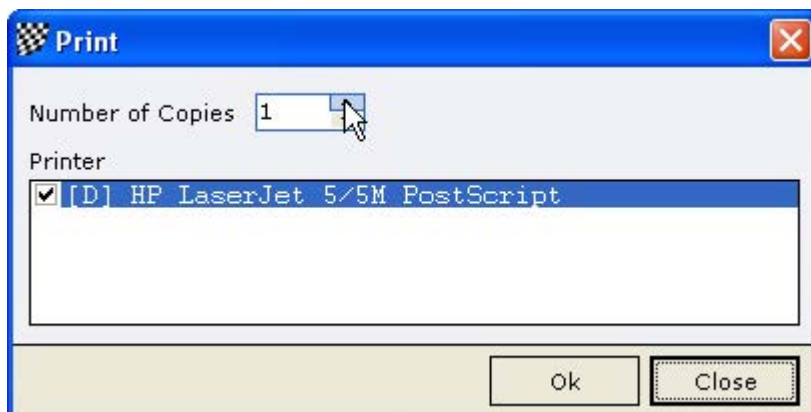 Print
Number of Copies 1
Printer
[D] HP LaserJet 5/5M PostScript
Ok Close